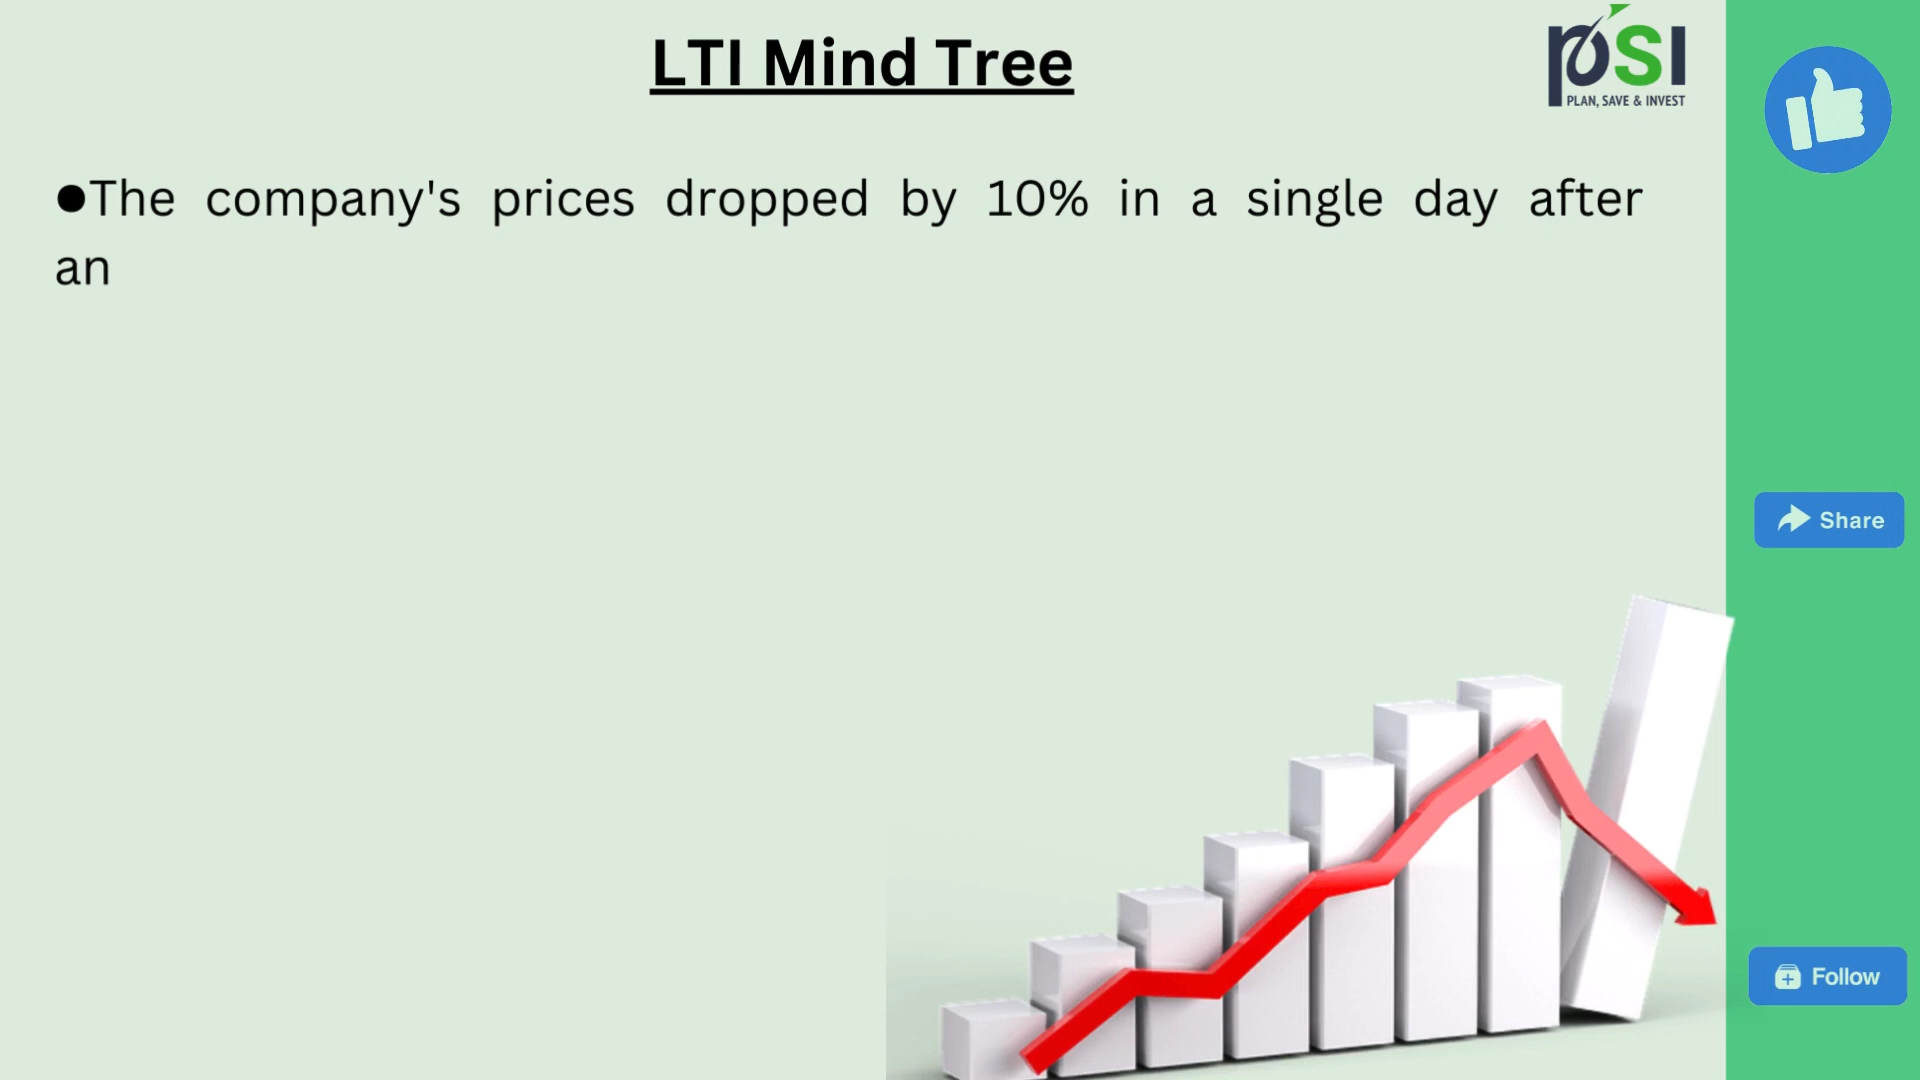 LTI Mind Tree
PSI
PLAN, SAVE & INVEST
●The company's prices dropped by 10% in a single day after
an
Share
Follow